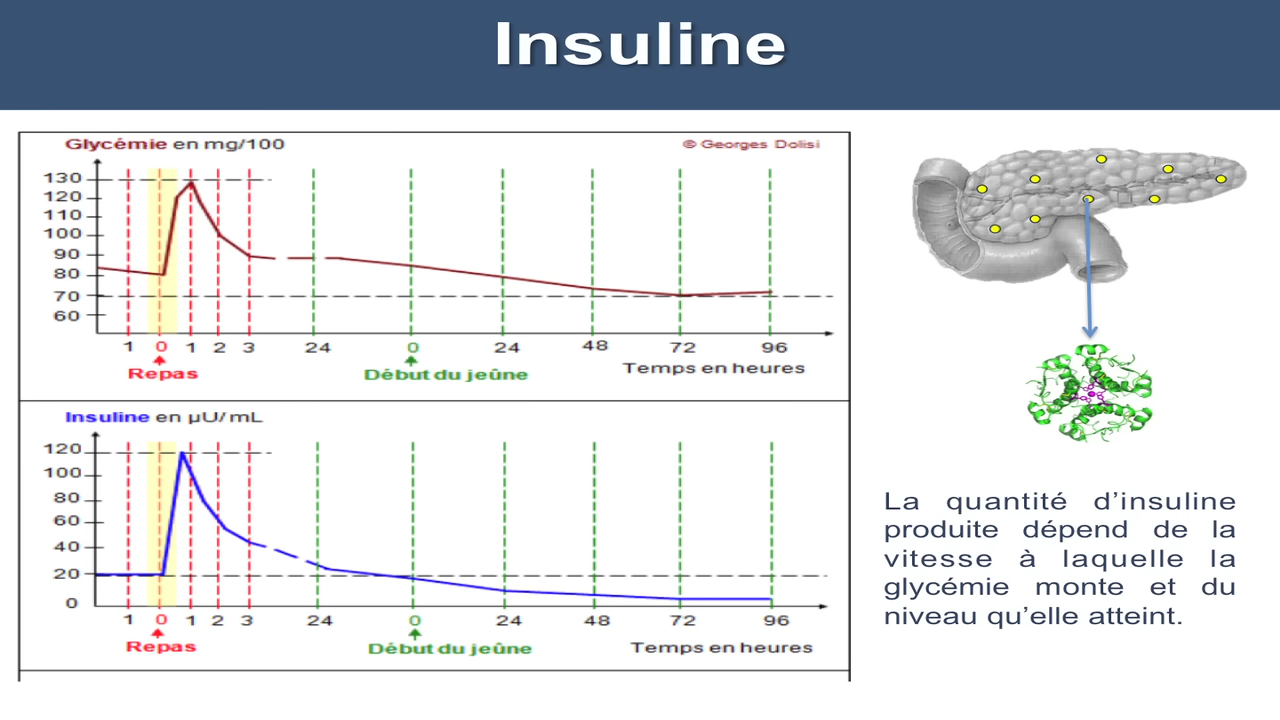 Insuline
Glycémie en mg/100
© Georges Dolisi
130
120
110
100
90
80
70
60
1 0 1 2 3 24 0 24 48 72 96
Repas
Début du jeûne
Temps en heures
Insuline en µU/ mL
120
100
80
60
40
20
0
1 0 1 2 3 24 0 24 48 72 96
Repas
Début du jeûne
Temps en heures
La quantité d’insuline
produite dépend de la
vitesse à laquelle la
glycémie monte et du
niveau qu’elle atteint.